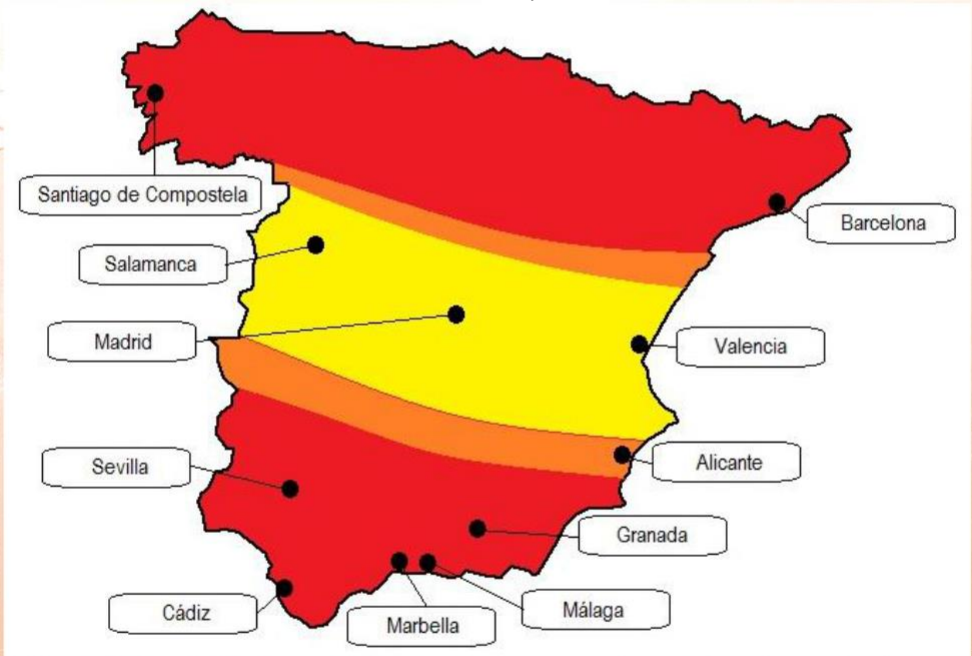 Santiago de Compostela
Barcelona
Salamanca
Madrid
Valencia
Sevilla
Alicante
Granada
Cádiz
Marbella
Málaga